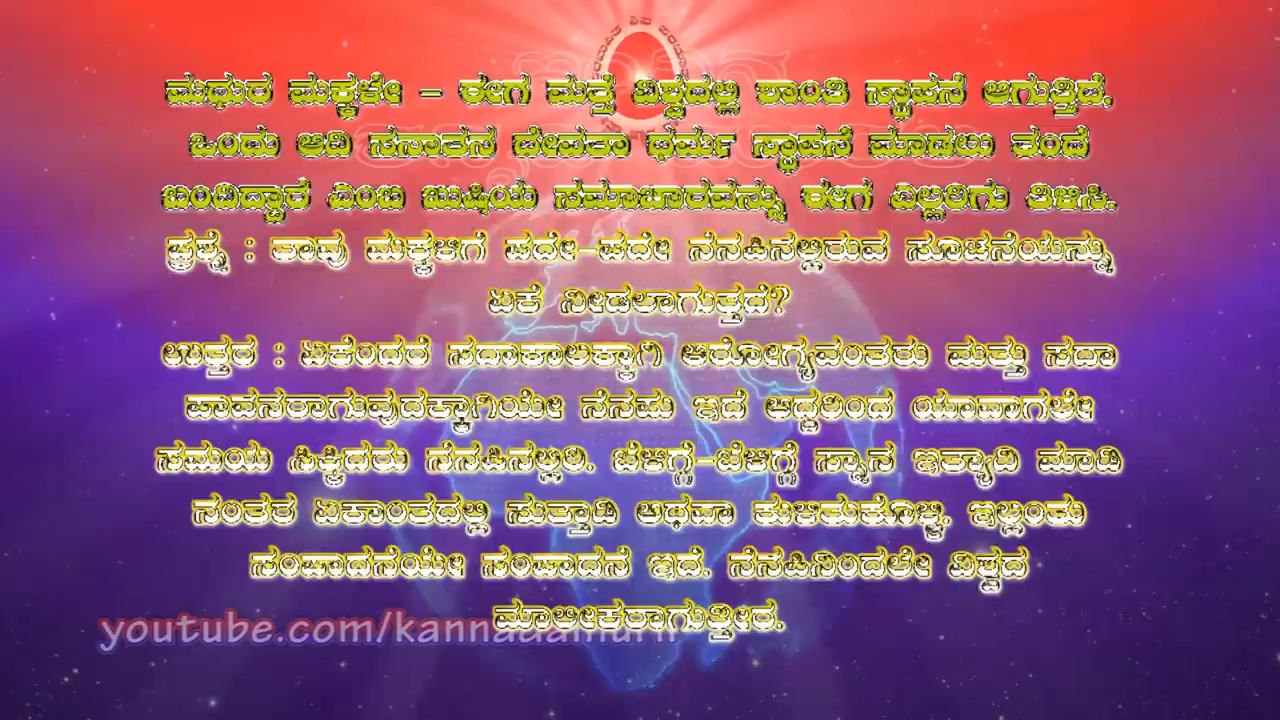 ಮಧುರ ಮಕ್ಕಳೇ - ಈಗ ಮತ್ತೆ ವಿಶ್ವದಲ್ಲಿ ಶಾಂತಿ ಸ್ಥಾಪನೆ ಆಗುತ್ತಿದೆ,
ಒಂದು ಆದಿ ಸನಾತನ ದೇವತಾ ಧರ್ಮ ಸ್ಥಾಪನೆ ಮಾಡಲು ತಂದೆ
ಬಂದಿದ್ದಾರೆ ಎಂಬ ಖುಷಿಯ ಸಮಾಚಾರವನ್ನು ಈಗ ಎಲ್ಲರಿಗು ತಿಳಿಸಿ.
ಪ್ರಶ್ನೆ : ತಾವು ಮಕ್ಕಳಿಗೆ ಪದೇ-ಪದೇ ನೆನಪಿನಲ್ಲಿರುವ ಸೂಚನೆಯನ್ನು
ಏಕೆ ನೀಡಲಾಗುತ್ತದೆ?
ಉತ್ತರ : ಏಕೆಂದರೆ ಸದಾಕಾಲಕ್ಕಾಗಿ ಆರೋಗ್ಯವಂತರು ಮತ್ತು ಸದಾ
ಪಾವನರಾಗುವುದಕ್ಕಾಗಿಯೇ ನೆನಪು ಇದೆ ಆದ್ದರಿಂದ ಯಾವಾಗಲೇ
ಸಮಯ ಸಿಕ್ಕಿದರು ನೆನಪಿನಲ್ಲಿರಿ. ಬೆಳಿಗ್ಗೆ-ಬೆಳಿಗ್ಗೆ ಸ್ನಾನ ಇತ್ಯಾದಿ ಮಾಡಿ
ನಂತರ ಏಕಾಂತದಲ್ಲಿ ಸುತ್ತಾಡಿ ಅಥವಾ ಕುಳಿತುಕೊಳ್ಳಿ. ಇಲ್ಲಂತು
ಸಂಪಾದನೆಯೇ ಸಂಪಾದನೆ ಇದೆ. ನೆನಪಿನಿಂದಲೇ ವಿಶ್ವದ
ಮಾಲೀಕರಾಗುತ್ತೀರ.
youtube.com/kannadamurli